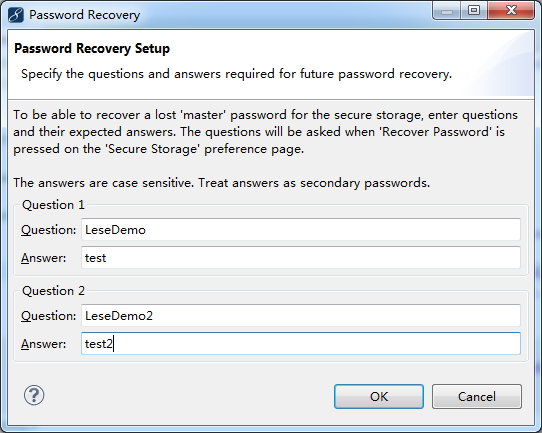 Password Recovery
Password Recovery Setup
Specify the questions and answers required for future password recovery.
To be able to recover a lost 'master' password for the secure storage, enter questions
and their expected answers. The questions will be asked when 'Recover Password' is
pressed on the 'Secure Storage' preference page.
The answers are case sensitive. Treat answers as secondary passwords.
Question 1
Question: LeseDemo
Answer: test
Question 2
Question: LeseDemo2
Answer: test2
? OK Cancel